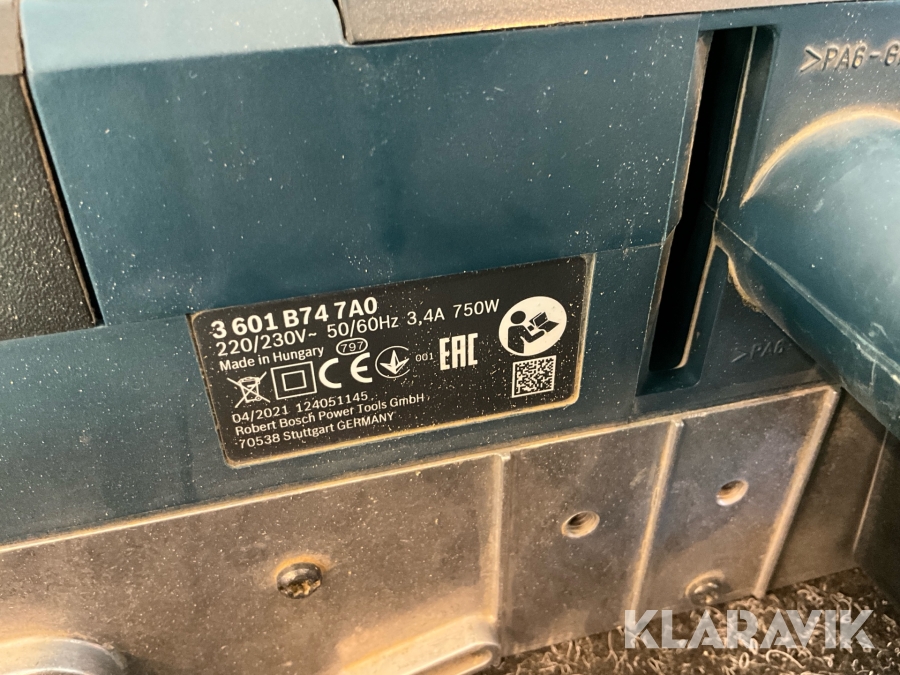 >PA6-G
3 601 B74 7A0
220/230V~ 50/60Hz 3,4A 750W
Made in Hungary 797
CE 001 EAC
04/2021 124051145
Robert Bosch Power Tools GmbH
70538 Stuttgart GERMANY
>PA6-
KLARAVIK